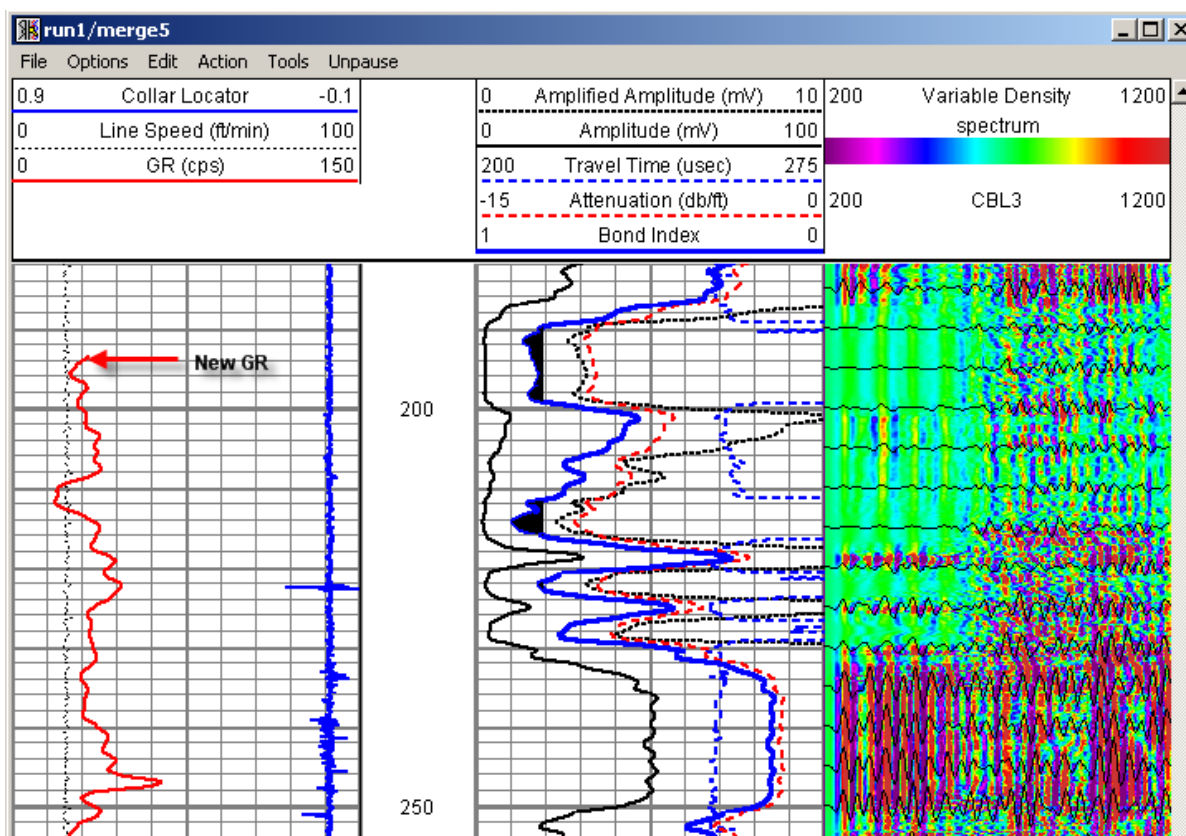 run1/merge5
File Options Edit Action Tools Unpause
0.9 Collar Locator -0.1
0 Line Speed (ft/min) 100
0 GR (cps) 150
0 Amplified Amplitude (mV) 10
0 Amplitude (mV) 100
200 Travel Time (usec) 275
-15 Attenuation (db/ft) 0
1 Bond Index 0
200 Variable Density 1200
spectrum
200 CBL3 1200
New GR
200
250